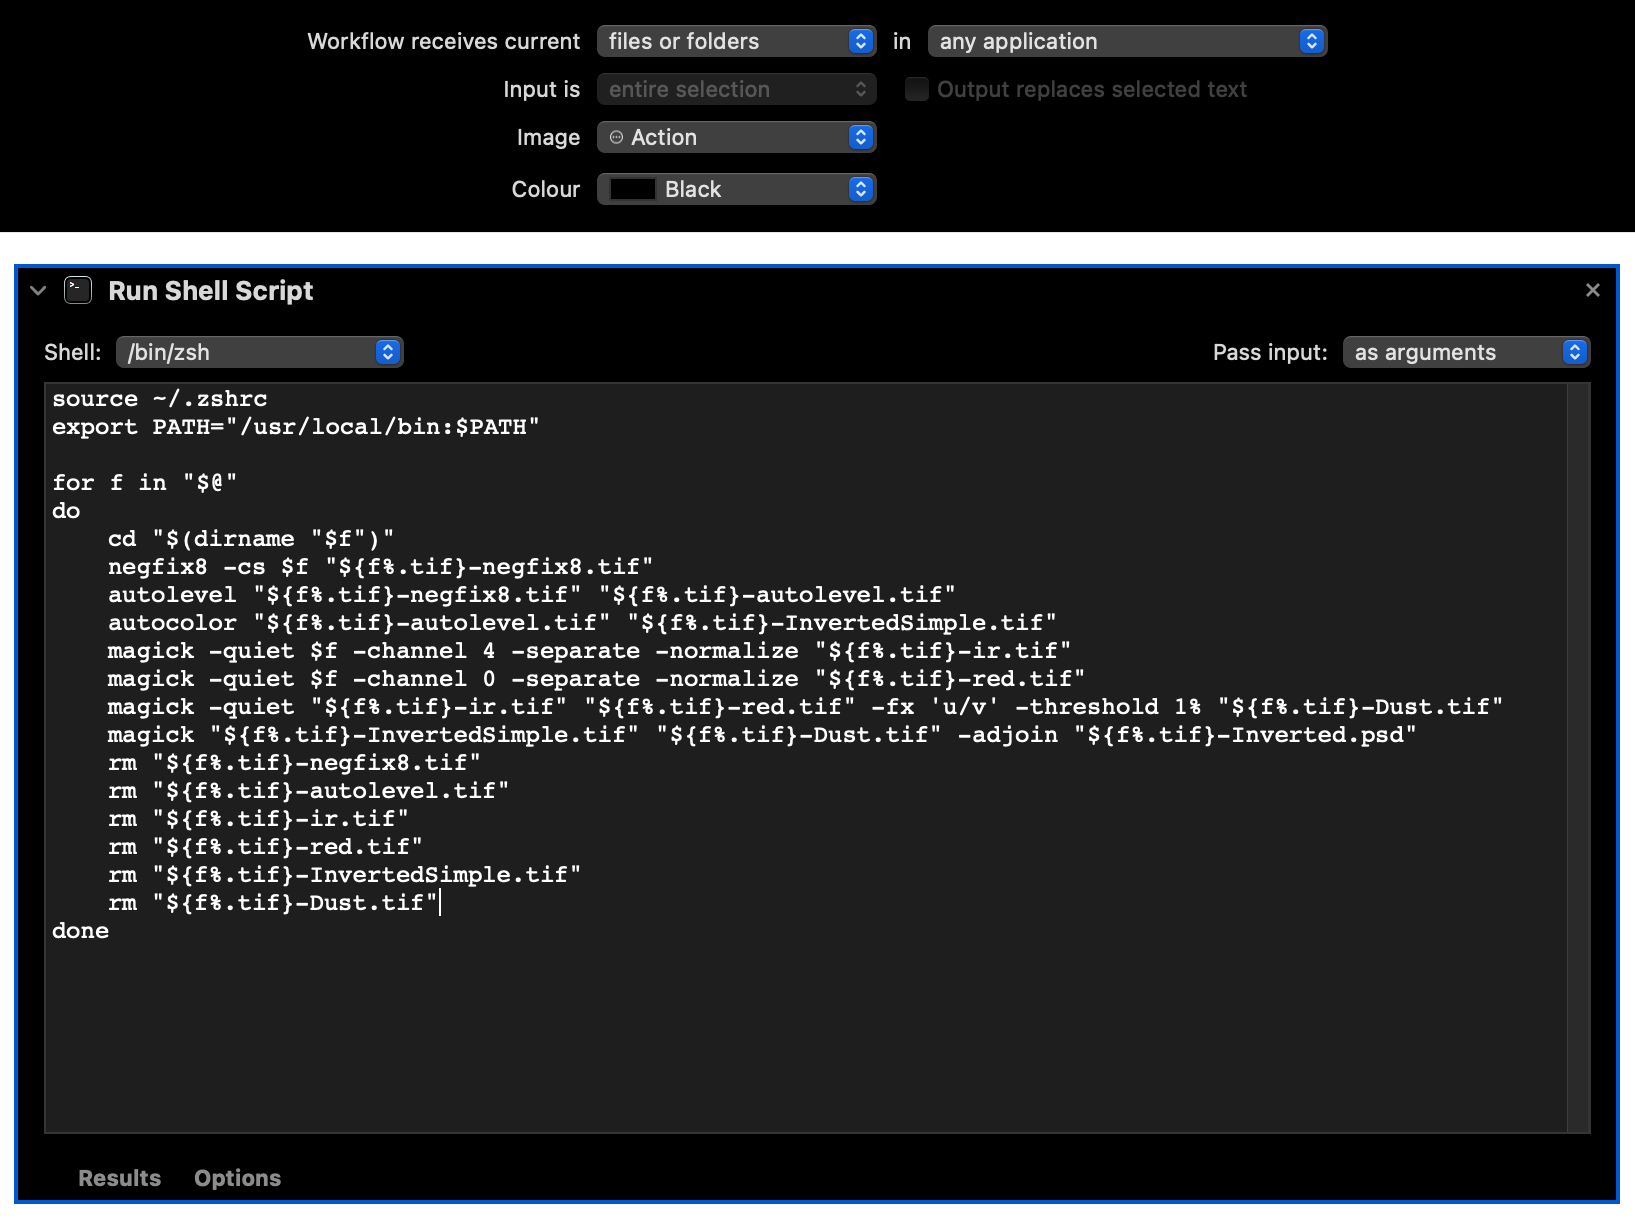 Workflow receives current files or folders in any application
Input is entire selection Output replaces selected text
Image Action
Colour Black
Run Shell Script
Shell: /bin/zsh Pass input: as arguments
source ~/.zshrc
export PATH="/usr/local/bin:$PATH"
for f in "$@"
do
cd "$(dirname "$f")"
negfix8 -cs $f "${f%.tif}-negfix8.tif"
autolevel "${f%.tif}-negfix8.tif" "${f%.tif}-autolevel.tif"
autocolor "${f%.tif}-autolevel.tif" "${f%.tif}-InvertedSimple.tif"
magick -quiet $f -channel 4 -separate -normalize "${f%.tif}-ir.tif"
magick -quiet $f -channel 0 -separate -normalize "${f%.tif}-red.tif"
magick -quiet "${f%.tif}-ir.tif" "${f%.tif}-red.tif" -fx 'u/v' -threshold 1% "${f%.tif}-Dust.tif"
magick "${f%.tif}-InvertedSimple.tif" "${f%.tif}-Dust.tif" -adjoin "${f%.tif}-Inverted.psd"
rm "${f%.tif}-negfix8.tif"
rm "${f%.tif}-autolevel.tif"
rm "${f%.tif}-ir.tif"
rm "${f%.tif}-red.tif"
rm "${f%.tif}-InvertedSimple.tif"
rm "${f%.tif}-Dust.tif"
done
Results Options